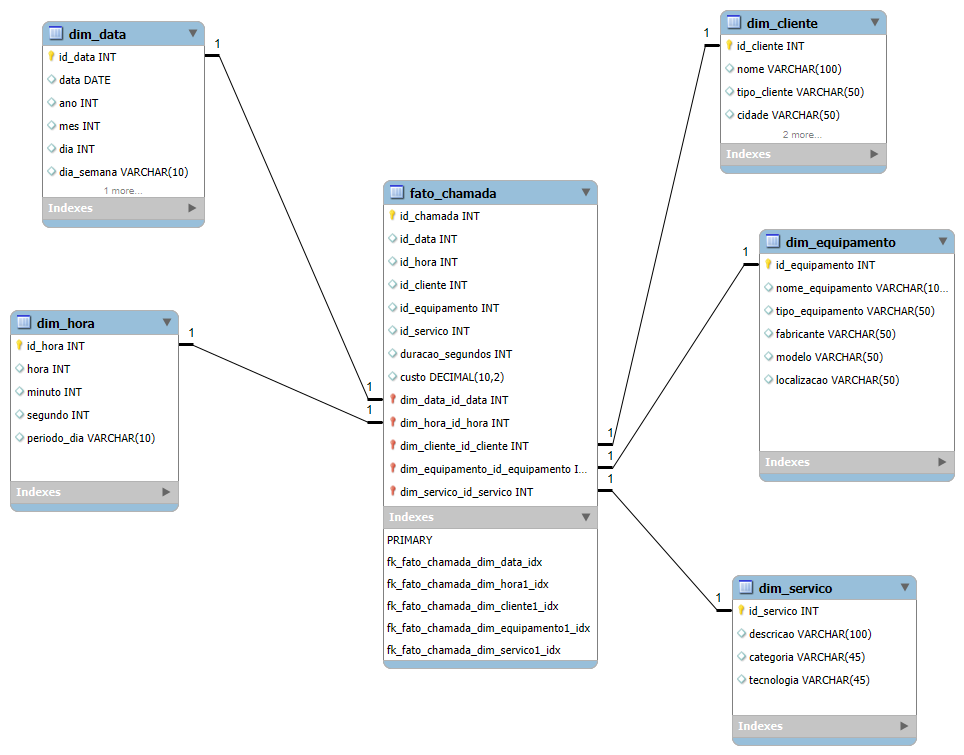 dim_data
id_data INT
data DATE
ano INT
mes INT
dia INT
dia_semana VARCHAR(10)
1 more...
Indexes
1
dim_hora
id_hora INT
hora INT
minuto INT
segundo INT
periodo_dia VARCHAR(10)
Indexes
1
fato_chamada
id_chamada INT
id_data INT
id_hora INT
id_cliente INT
id_equipamento INT
id_servico INT
duracao_segundos INT
custo DECIMAL(10,2)
1
dim_data_id_data INT
1
dim_hora_id_hora INT
dim_cliente_id_cliente INT
1
dim_equipamento_id_equipamento I...
1
dim_servico_id_servico INT
1
Indexes
PRIMARY
fk_fato_chamada_dim_data_idx
fk_fato_chamada_dim_hora1_idx
fk_fato_chamada_dim_cliente1_idx
fk_fato_chamada_dim_equipamento1_idx
fk_fato_chamada_dim_servico1_idx
1
dim_cliente
id_cliente INT
nome VARCHAR(100)
tipo_cliente VARCHAR(50)
cidade VARCHAR(50)
2 more...
Indexes
1
dim_equipamento
id_equipamento INT
nome_equipamento VARCHAR(10...
tipo_equipamento VARCHAR(50)
fabricante VARCHAR(50)
modelo VARCHAR(50)
localizacao VARCHAR(50)
Indexes
1
dim_servico
id_servico INT
descricao VARCHAR(100)
categoria VARCHAR(45)
tecnologia VARCHAR(45)
Indexes